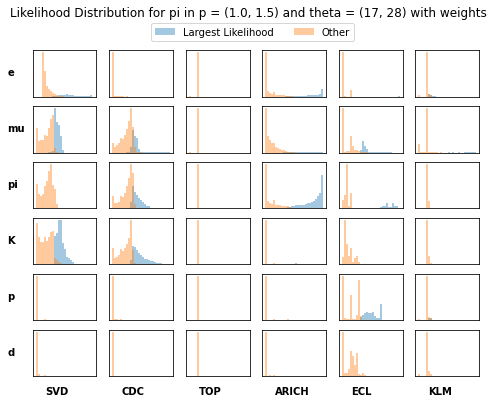 Likelihood Distribution for pi in p = (1.0, 1.5) and theta = (17, 28) with weights
Largest Likelihood Other
e
mu
pi
K
p
d
SVD CDC TOP ARICH ECL KLM